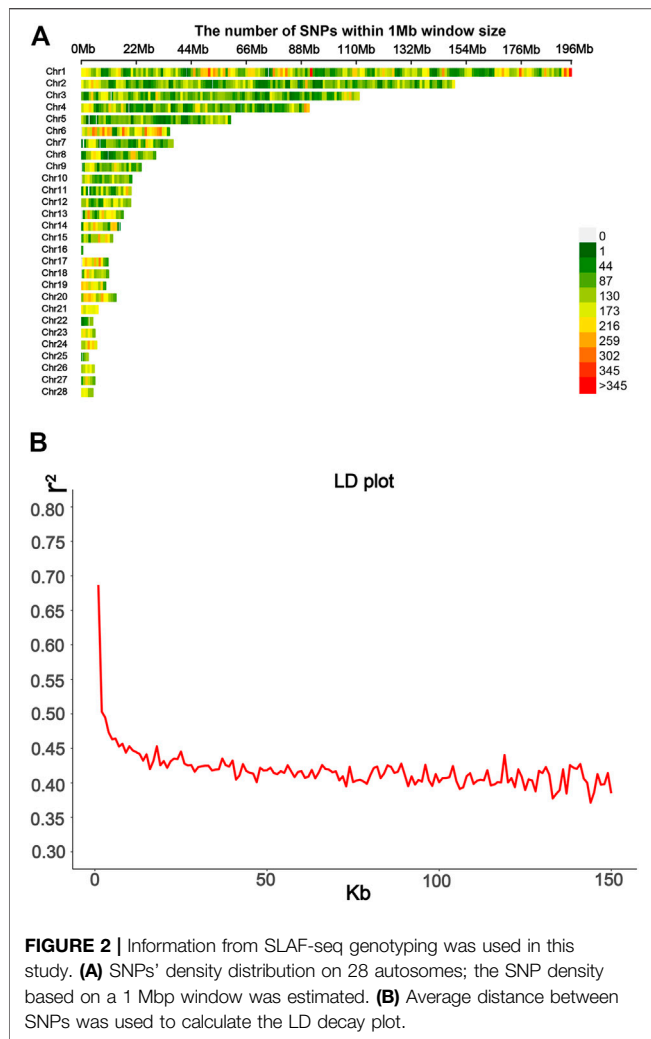 A
The number of SNPs within 1Mb window size
0Mb 22Mb 44Mb 66Mb 88Mb 110Mb 132Mb 154Mb 176Mb 196Mb
Chr1
Chr2
Chr3
Chr4
Chr5
Chr6
Chr7
Chr8
Chr9
Chr10
Chr11
Chr12
Chr13
Chr14
Chr15
Chr16
Chr17
Chr18
Chr19
Chr20
Chr21
Chr22
Chr23
Chr24
Chr25
Chr26
Chr27
Chr28
0
1
44
87
130
173
216
259
302
345
>345
B
LD plot
r²
0.80
0.75
0.70
0.65
0.60
0.55
0.50
0.45
0.40
0.35
0.30
0 50 100 150
Kb
FIGURE 2 | Information from SLAF-seq genotyping was used in this
study. (A) SNPs’ density distribution on 28 autosomes; the SNP density
based on a 1 Mbp window was estimated. (B) Average distance between
SNPs was used to calculate the LD decay plot.